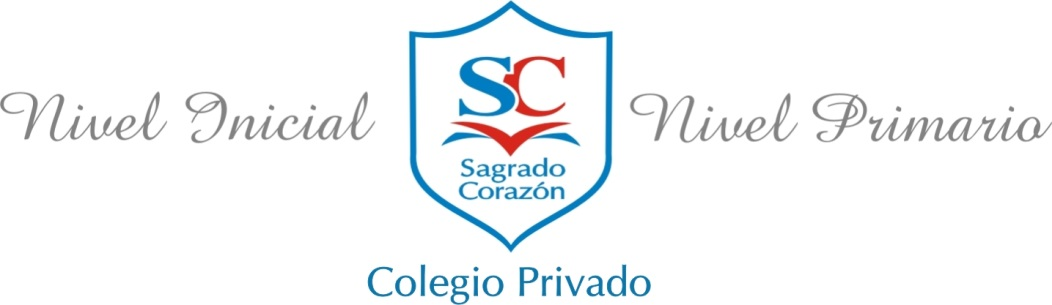 Nivel Inicial
SC
Sagrado
Corazón
Nivel Primario
Colegio Privado